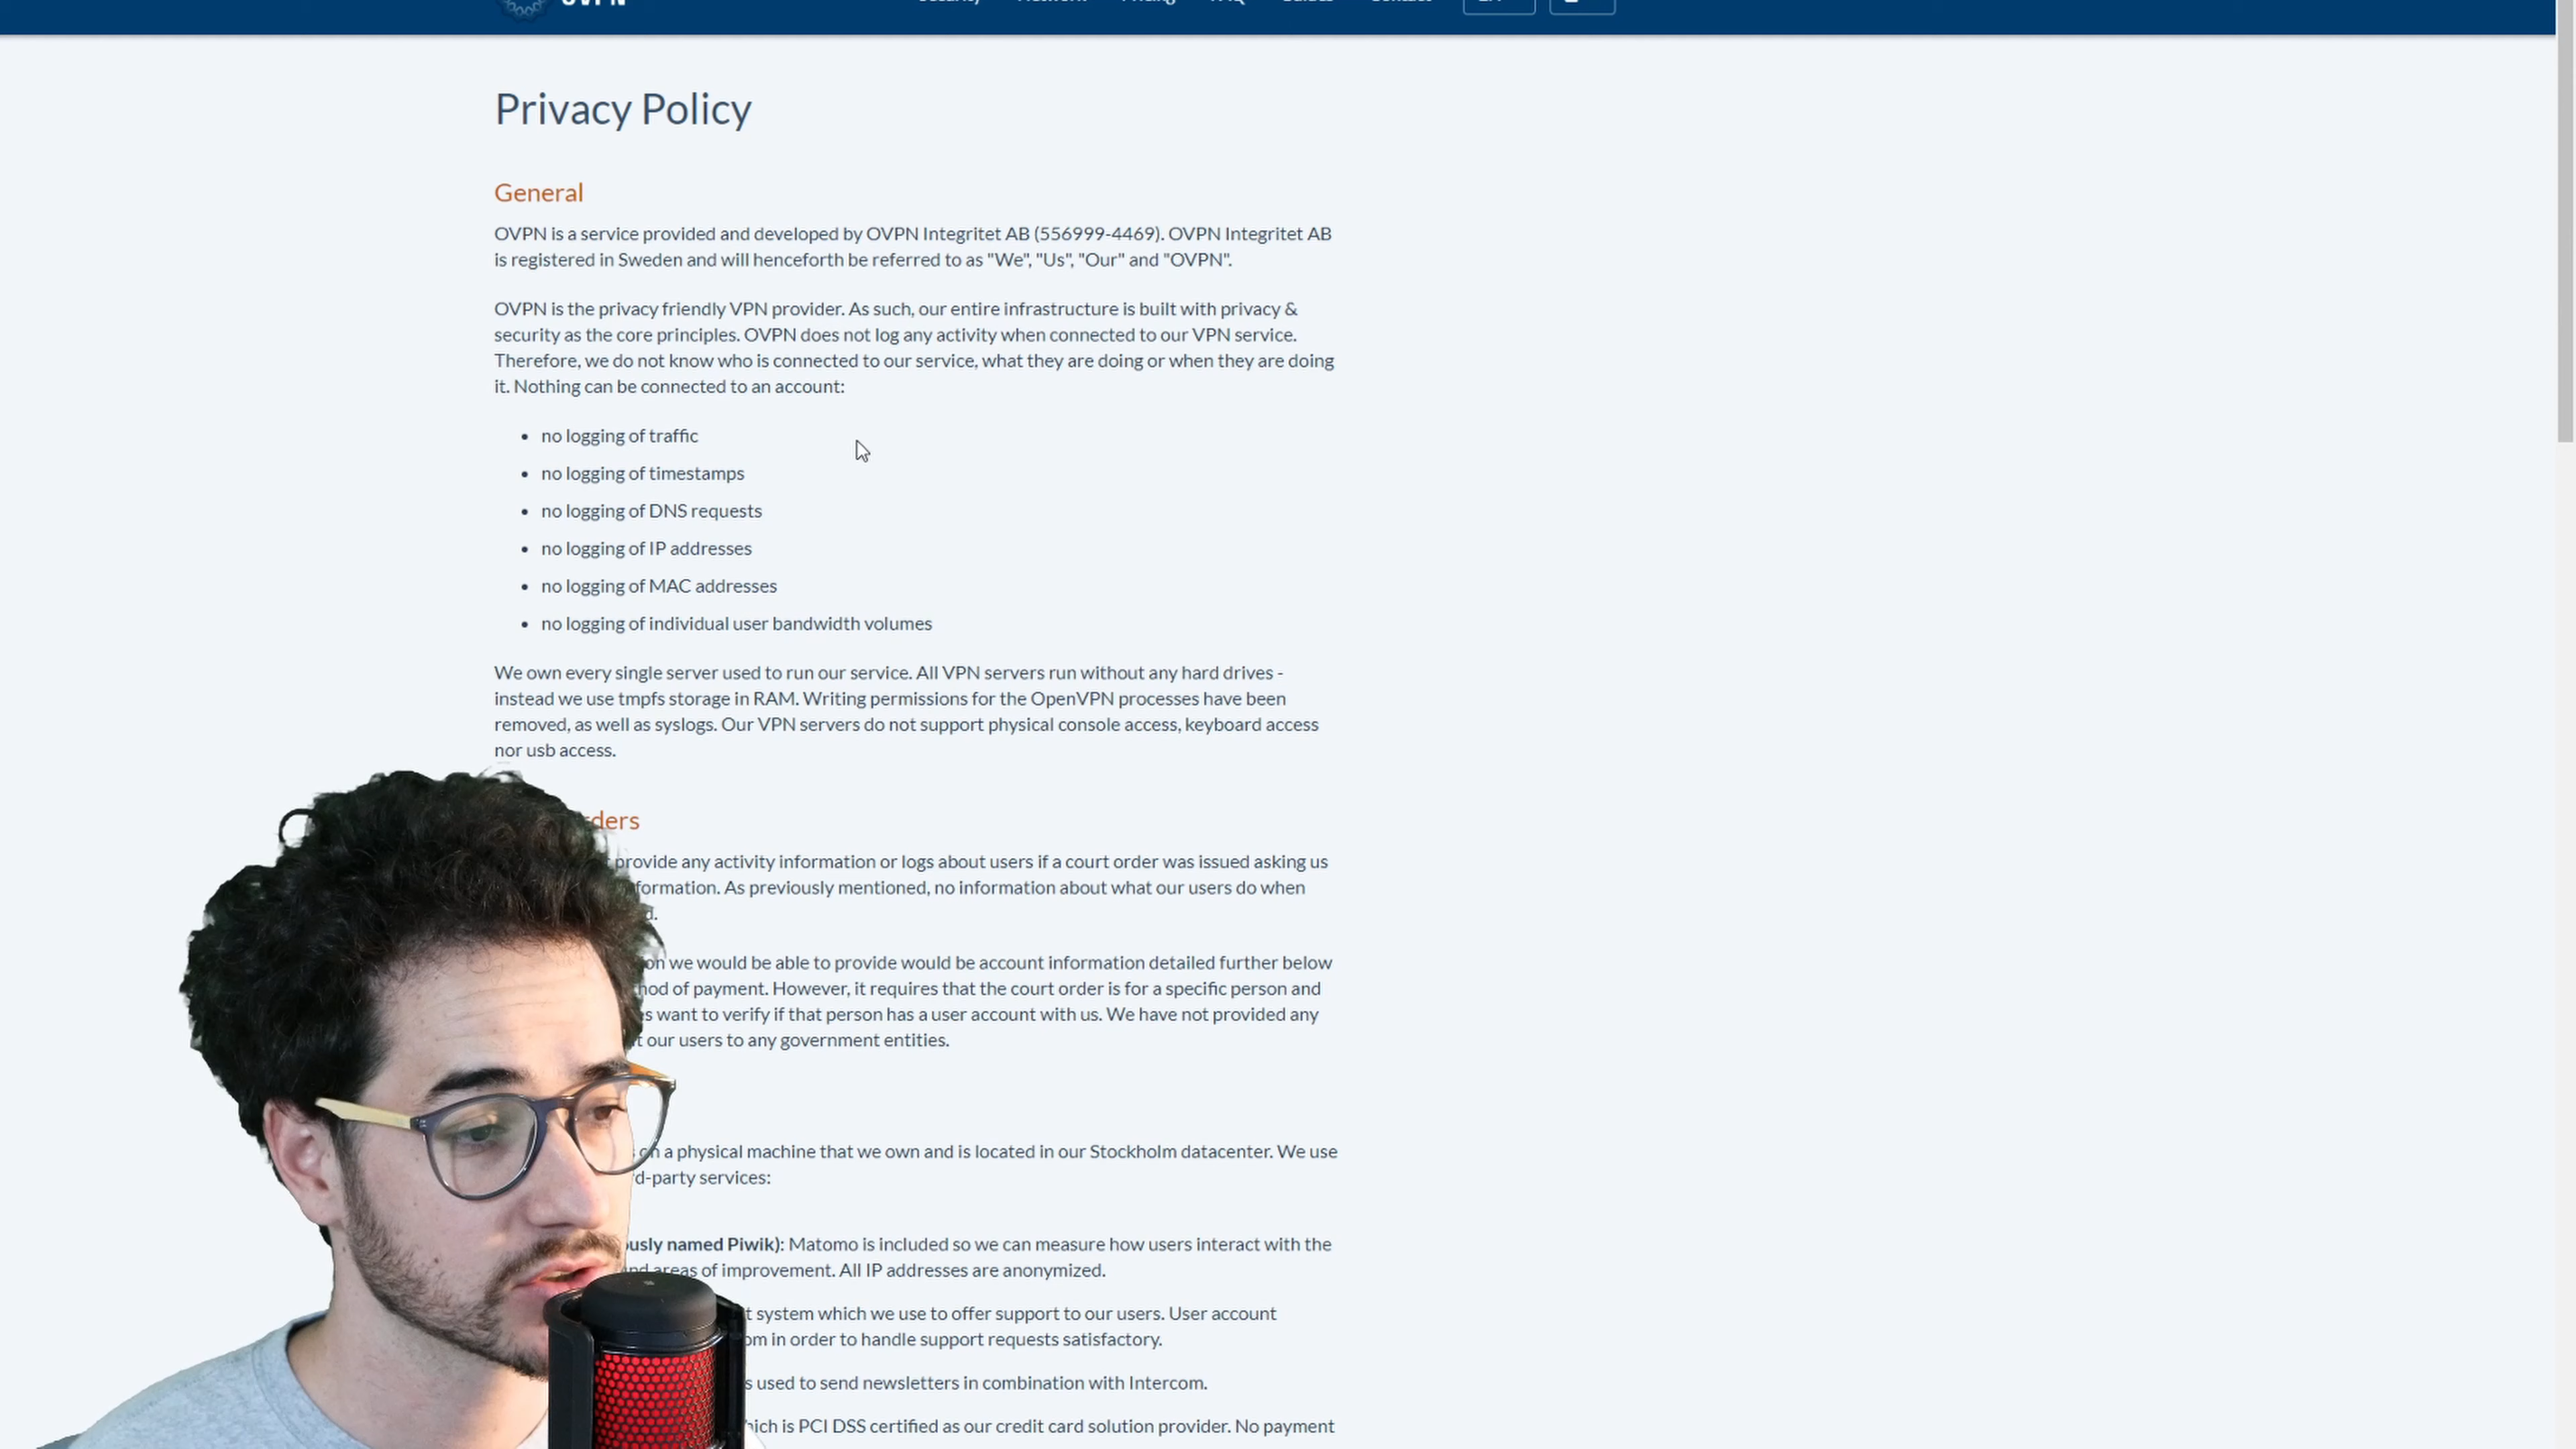 OVPN
Privacy Policy
General
OVPN is a service provided and developed by OVPN Integritet AB (556999-4469). OVPN Integritet AB
is registered in Sweden and will henceforth be referred to as "We", "Us", "Our" and "OVPN".
OVPN is the privacy friendly VPN provider. As such, our entire infrastructure is built with privacy &
security as the core principles. OVPN does not log any activity when connected to our VPN service.
Therefore, we do not know who is connected to our service, what they are doing or when they are doing
it. Nothing can be connected to an account:
• no logging of traffic
• no logging of timestamps
• no logging of DNS requests
• no logging of IP addresses
• no logging of MAC addresses
• no logging of individual user bandwidth volumes
We own every single server used to run our service. All VPN servers run without any hard drives -
instead we use tmpfs storage in RAM. Writing permissions for the OpenVPN processes have been
removed, as well as syslogs. Our VPN servers do not support physical console access, keyboard access
nor usb access.
provide any activity information or logs about users if a court order was issued asking us
As previously mentioned, no information about what our users do when
we would be able to provide would be account information detailed further below
of payment. However, it requires that the court order is for a specific person and
want to verify if that person has a user account with us. We have not provided any
our users to any government entities.
on a physical machine that we own and is located in our Stockholm datacenter. We use
services:
named Piwik): Matomo is included so we can measure how users interact with the
areas of improvement. All IP addresses are anonymized.
system which we use to offer support to our users. User account
in order to handle support requests satisfactory.
used to send newsletters in combination with Intercom.
is PCI DSS certified as our credit card solution provider. No payment